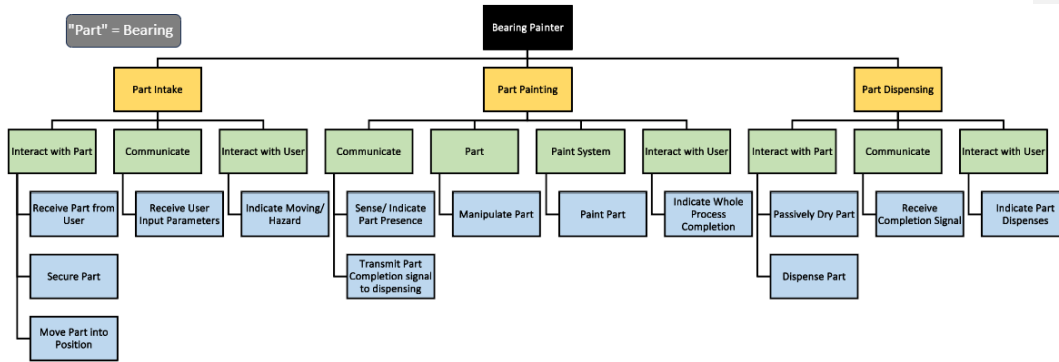 "Part" = Bearing
Bearing Painter
Part Intake
Part Painting
Part Dispensing
Interact with Part
Communicate
Interact with User
Communicate
Part
Paint System
Interact with User
Interact with Part
Communicate
Interact with User
Receive Part from
User
Receive User
Input Parameters
Indicate Moving/
Hazard
Sense/ Indicate
Part Presence
Manipulate Part
Paint Part
Indicate Whole
Process
Completion
Passively Dry Part
Receive
Completion Signal
Indicate Part
Dispenses
Secure Part
Transmit Part
Completion signal
to dispensing
Dispense Part
Move Part into
Position